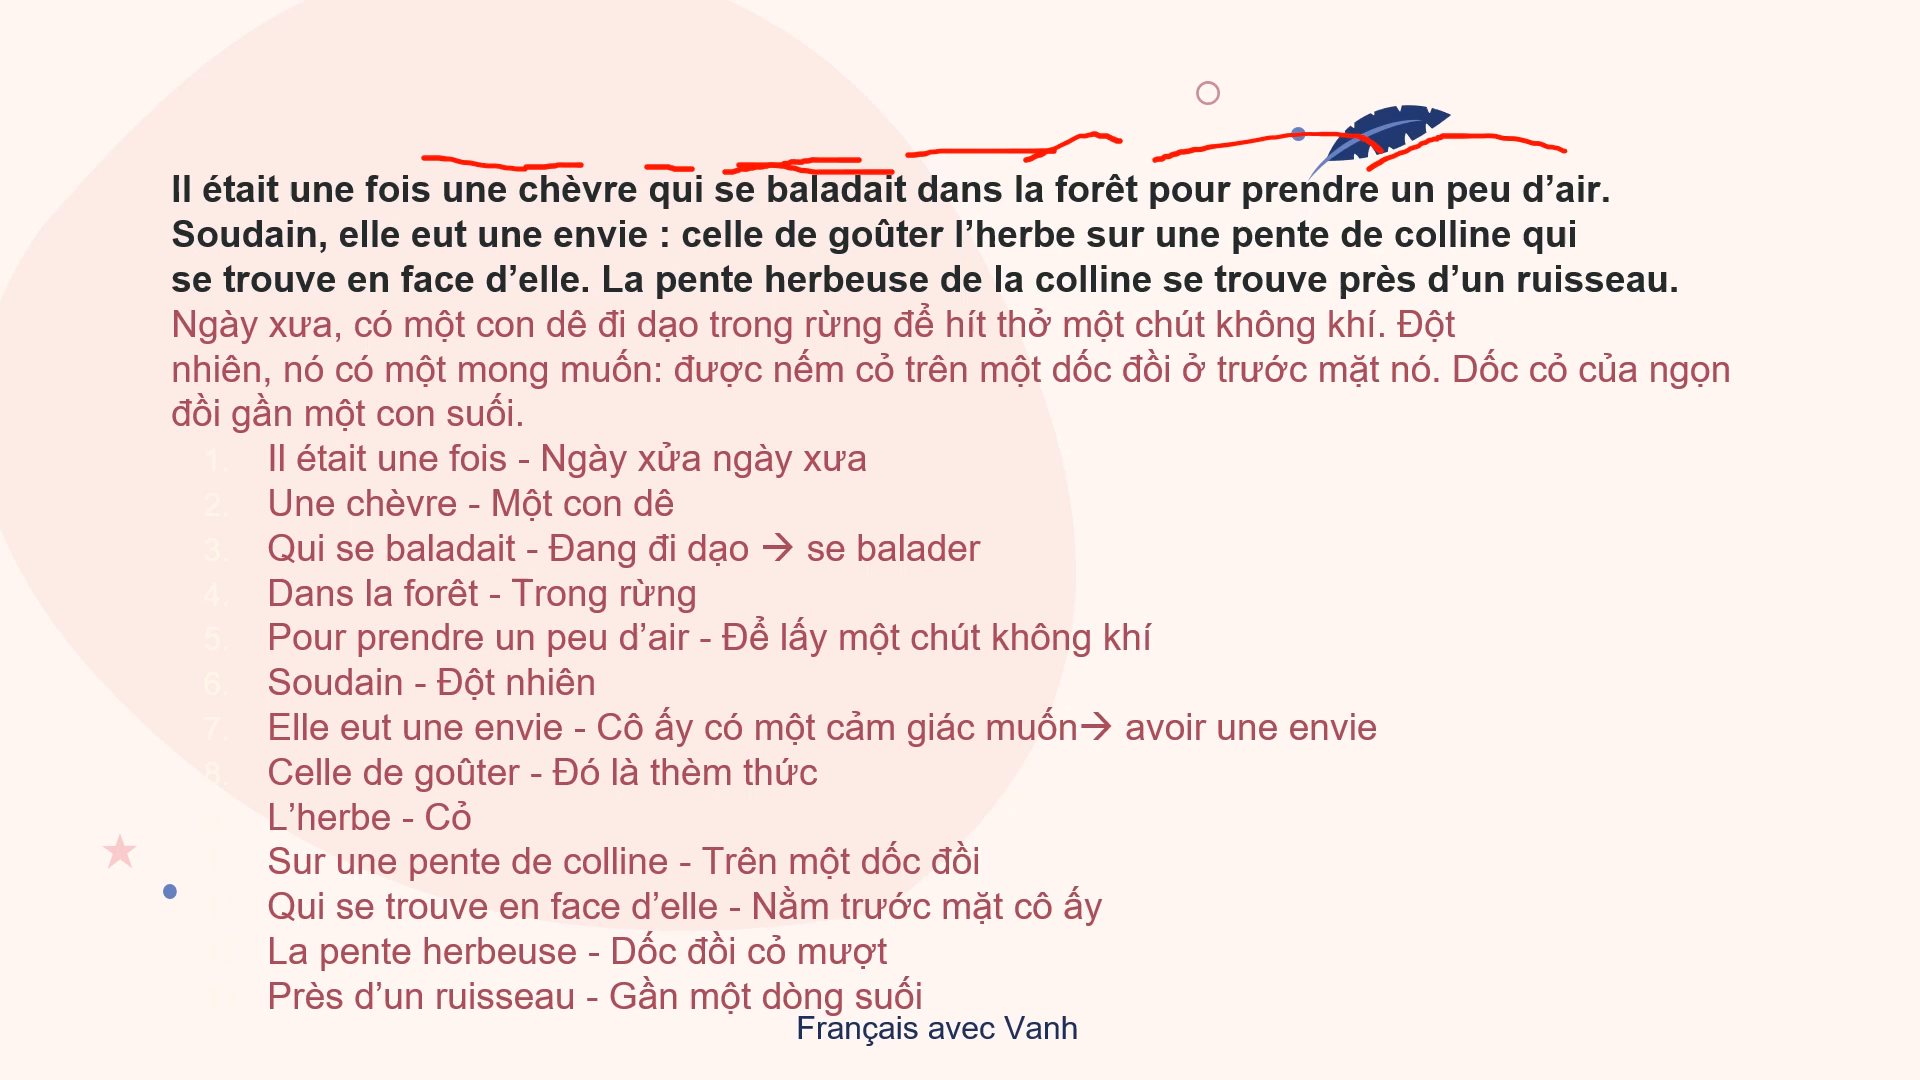 Il était une fois une chèvre qui se baladait dans la forêt pour prendre un peu d’air.
Soudain, elle eut une envie : celle de goûter l’herbe sur une pente de colline qui
se trouve en face d’elle. La pente herbeuse de la colline se trouve près d’un ruisseau.
Ngày xưa, có một con dê đi dạo trong rừng để hít thở một chút không khí. Đột
nhiên, nó có một mong muốn: được nếm cỏ trên một dốc đồi ở trước mặt nó. Dốc cỏ của ngọn
đồi gần một con suối.
1. Il était une fois - Ngày xửa ngày xưa
2. Une chèvre - Một con dê
3. Qui se baladait - Đang đi dạo → se balader
4. Dans la forêt - Trong rừng
5. Pour prendre un peu d’air - Để lấy một chút không khí
6. Soudain - Đột nhiên
7. Elle eut une envie - Cô ấy có một cảm giác muốn→ avoir une envie
8. Celle de goûter - Đó là thèm thức
L’herbe - Cỏ
Sur une pente de colline - Trên một dốc đồi
Qui se trouve en face d’elle - Nằm trước mặt cô ấy
La pente herbeuse - Dốc đồi cỏ mượt
Près d’un ruisseau - Gần một dòng suối
Français avec Vanh